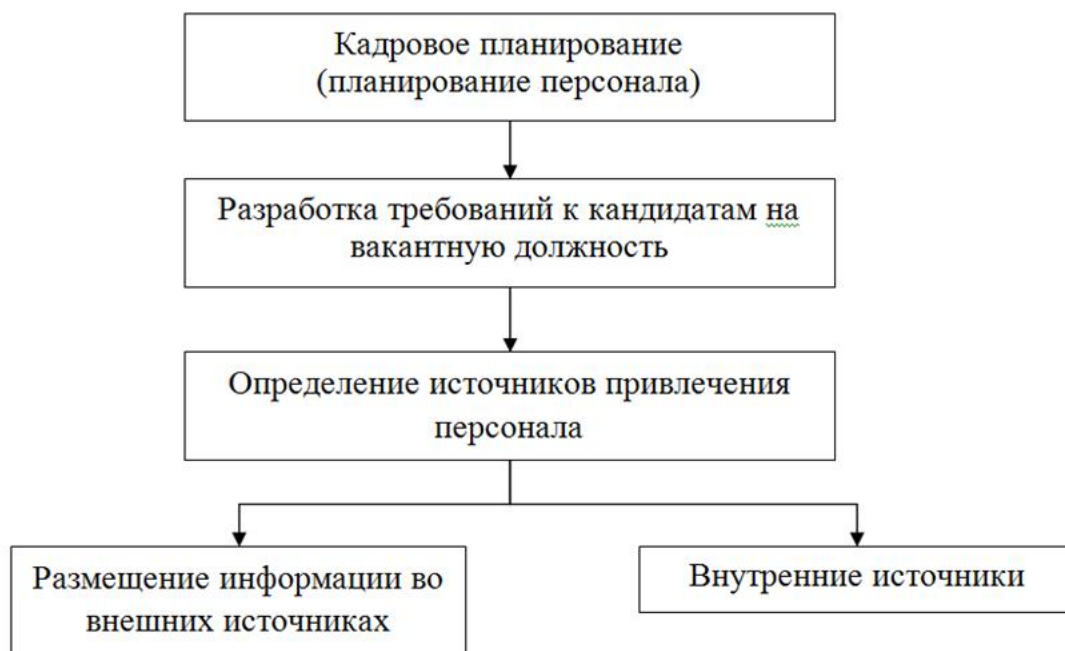 Кадровое планирование
(планирование персонала)
Разработка требований к кандидатам на
вакантную должность
Определение источников привлечения
персонала
Размещение информации во
внешних источниках
Внутренние источники